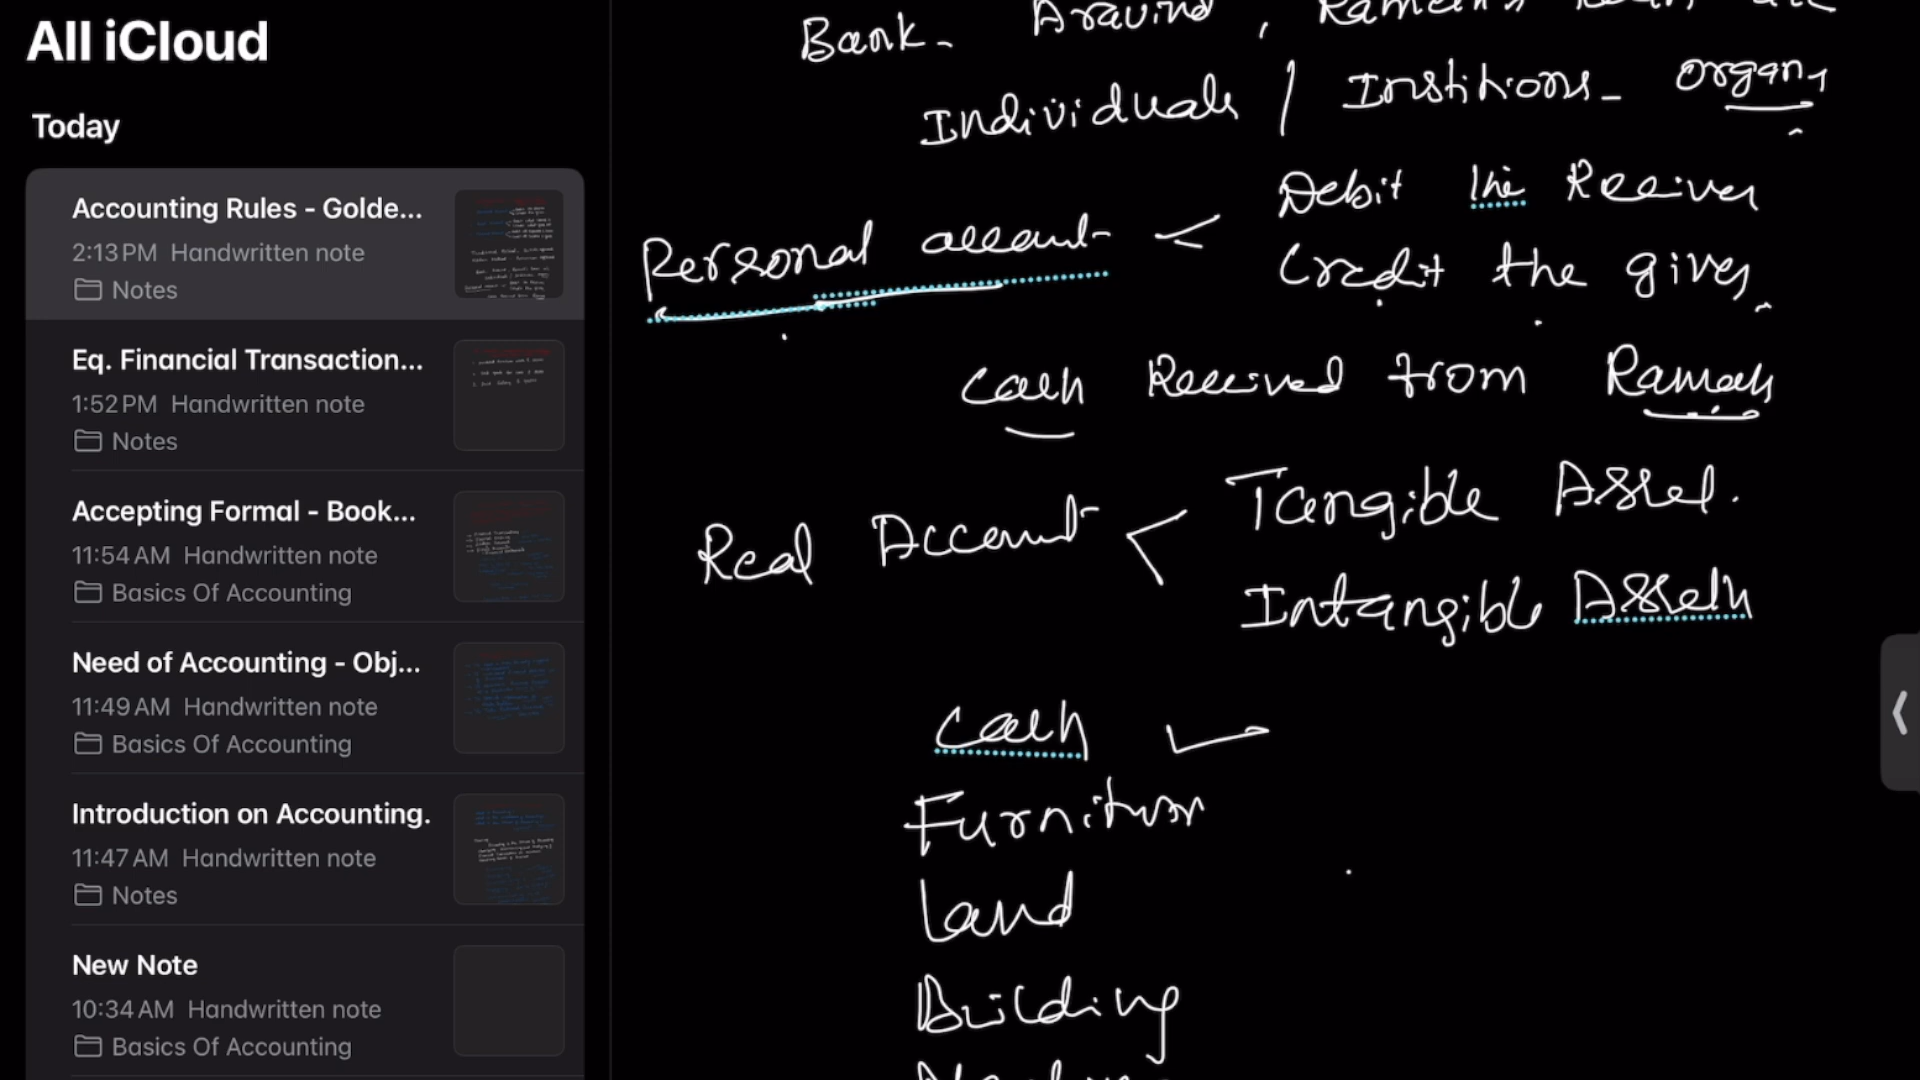 All iCloud
Today
Accounting Rules - Golde...
2:13 PM Handwritten note
Notes
Eq. Financial Transaction...
1:52 PM Handwritten note
Notes
Accepting Formal - Book...
11:54 AM Handwritten note
Basics Of Accounting
Need of Accounting - Obj...
11:49 AM Handwritten note
Basics Of Accounting
Introduction on Accounting.
11:47 AM Handwritten note
Notes
New Note
10:34 AM Handwritten note
Basics Of Accounting
Bank - Aravind,
Individuals / Institions - organ,
Personal account < Debit the Reciver
Credit the giver
Cash Received from Ramesh
Real Account < Tangible Asset.
Intangible Assets
Cash
Furniture
Land
Building